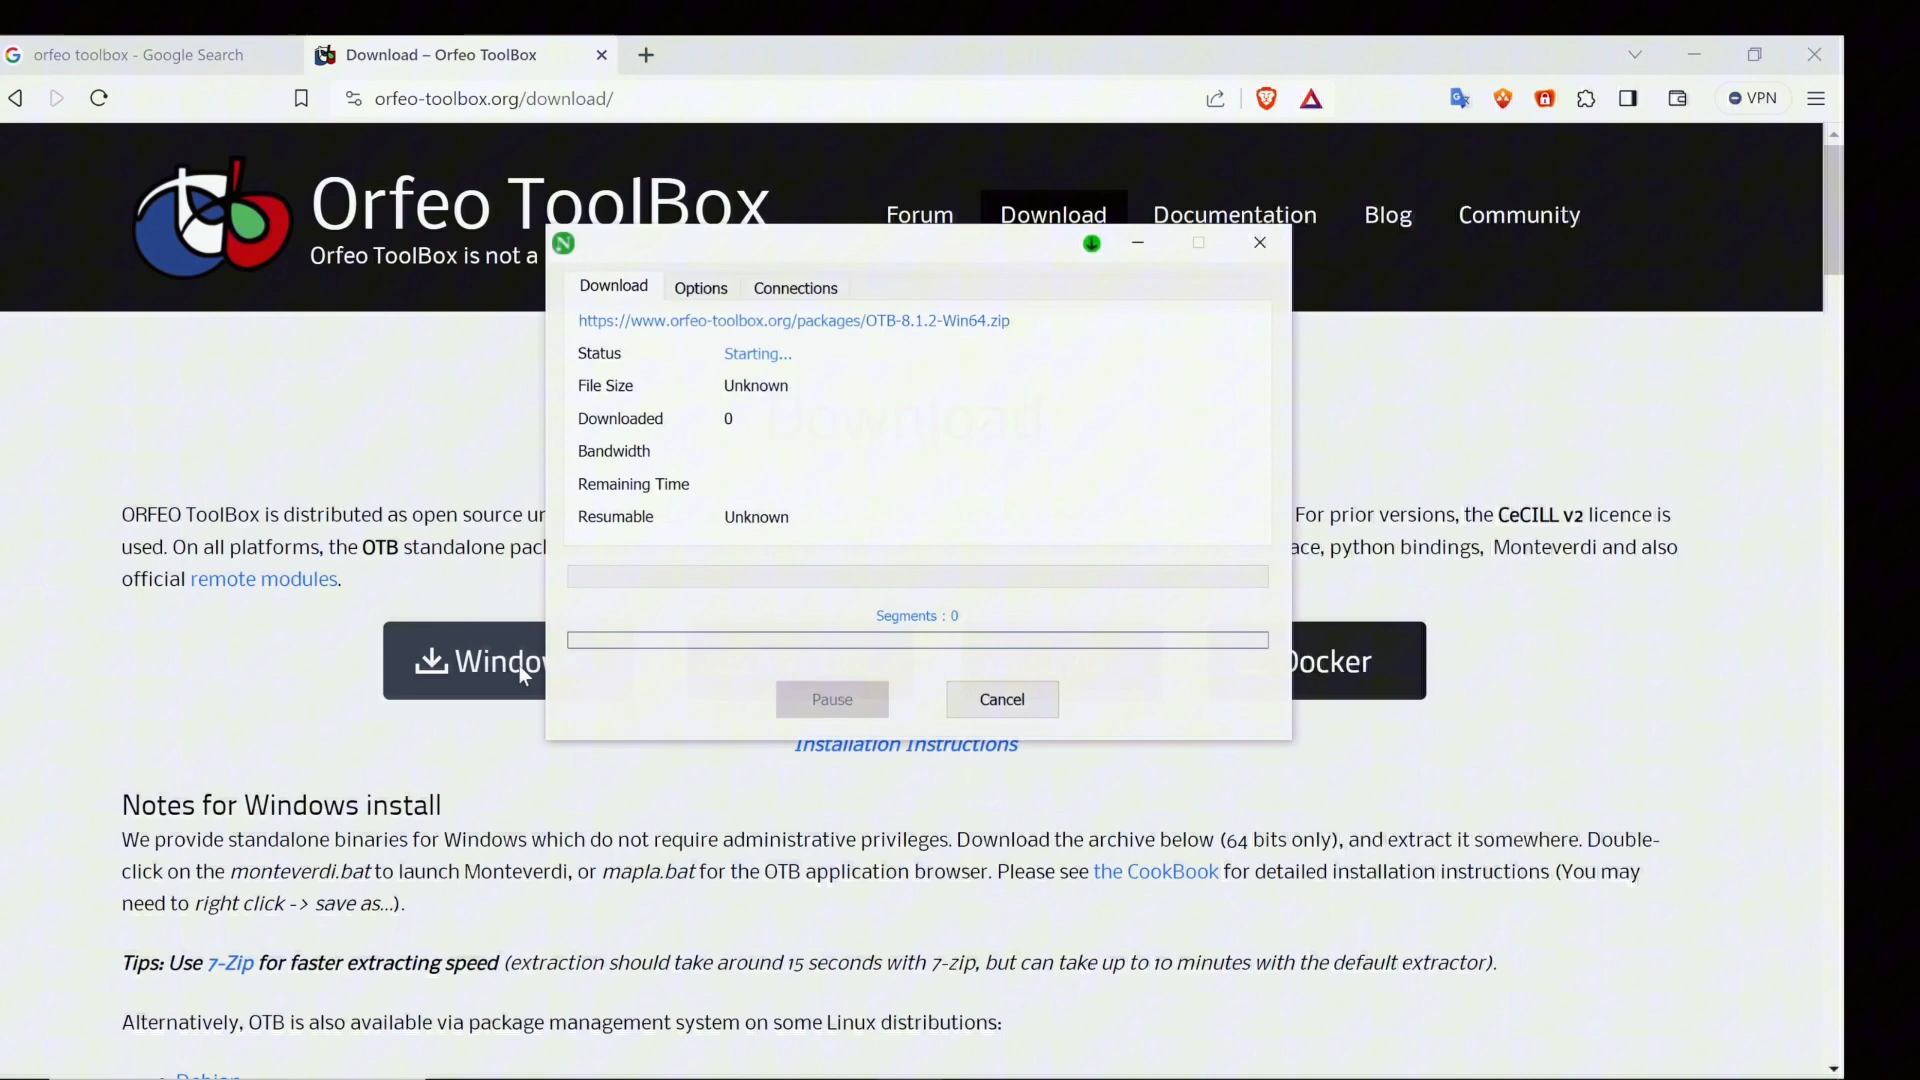 orfeo toolbox - Google Search
Download – Orfeo ToolBox
orfeo-toolbox.org/download/
VPN
Orfeo ToolBox
Orfeo ToolBox is not a
Forum
Download
Documentation
Blog
Community
Download
Options
Connections
https://www.orfeo-toolbox.org/packages/OTB-8.1.2-Win64.zip
Status
Starting...
File Size
Unknown
Downloaded
0
Bandwidth
Remaining Time
Resumable
Unknown
Segments : 0
Pause
Cancel
Download
ORFEO ToolBox is distributed as open source
For prior versions, the CeCILL v2 licence is
used. On all platforms, the OTB standalone
python bindings, Monteverdi and also
official remote modules.
Docker
Installation Instructions
Notes for Windows install
We provide standalone binaries for Windows which do not require administrative privileges. Download the archive below (64 bits only), and extract it somewhere. Double-
click on the monteverdi.bat to launch Monteverdi, or mapla.bat for the OTB application browser. Please see the CookBook for detailed installation instructions (You may
need to right click -> save as...).
Tips: Use 7-Zip for faster extracting speed (extraction should take around 15 seconds with 7-zip, but can take up to 10 minutes with the default extractor).
Alternatively, OTB is also available via package management system on some Linux distributions: